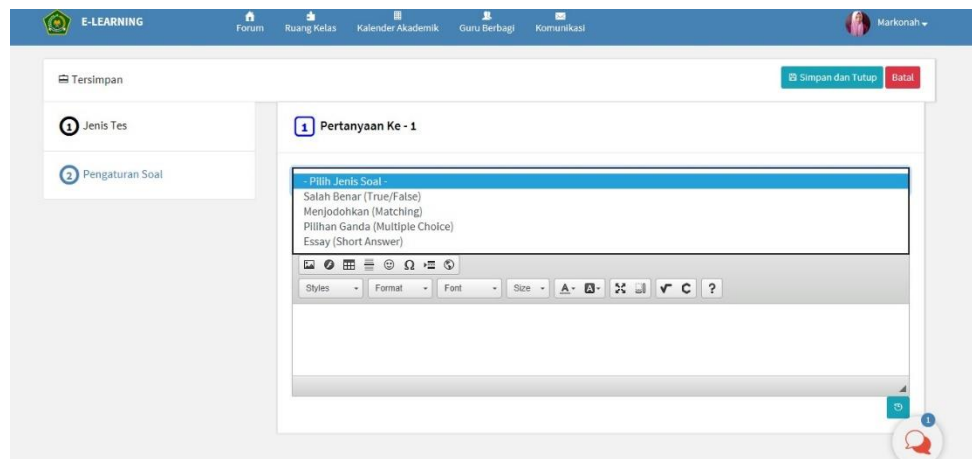 E-LEARNING
Forum
Ruang Kelas
Kalender Akademik
Guru Berbagi
Komunikasi
Markonah
Tersimpan
Simpan dan Tutup
Batal
1 Jenis Tes
2 Pengaturan Soal
1 Pertanyaan Ke - 1
- Pilih Jenis Soal -
Salah Benar (True/False)
Menjodohkan (Matching)
Pilihan Ganda (Multiple Choice)
Essay (Short Answer)
Styles Format Font Size A A C ?
1